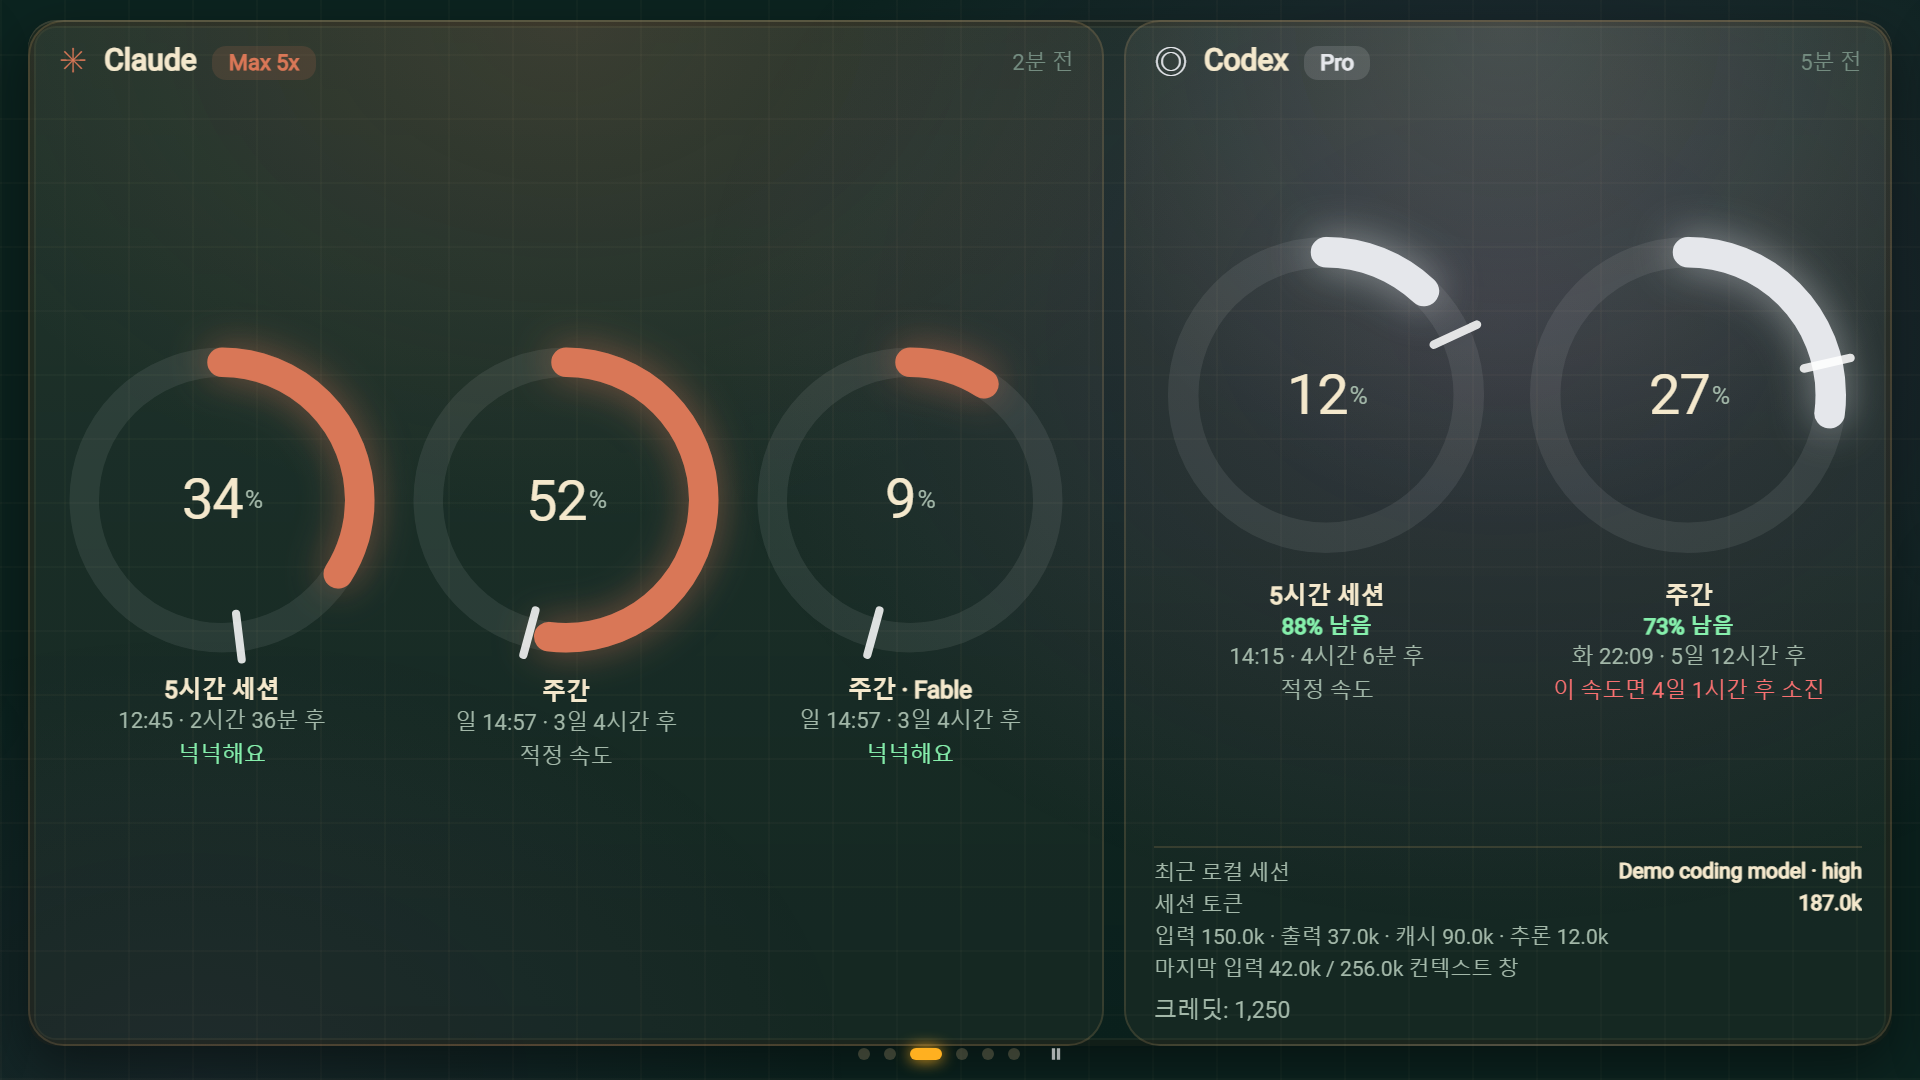 Claude Max 5x 2분 전
34%
5시간 세션
12:45 · 2시간 36분 후
넉넉해요
52%
주간
일 14:57 · 3일 4시간 후
적정 속도
9%
주간 · Fable
일 14:57 · 3일 4시간 후
넉넉해요
Codex Pro 5분 전
12%
5시간 세션
88% 남음
14:15 · 4시간 6분 후
적정 속도
27%
주간
73% 남음
화 22:09 · 5일 12시간 후
이 속도면 4일 1시간 후 소진
최근 로컬 세션 Demo coding model · high
세션 토큰 187.0k
입력 150.0k · 출력 37.0k · 캐시 90.0k · 추론 12.0k
마지막 입력 42.0k / 256.0k 컨텍스트 창
크레딧: 1,250